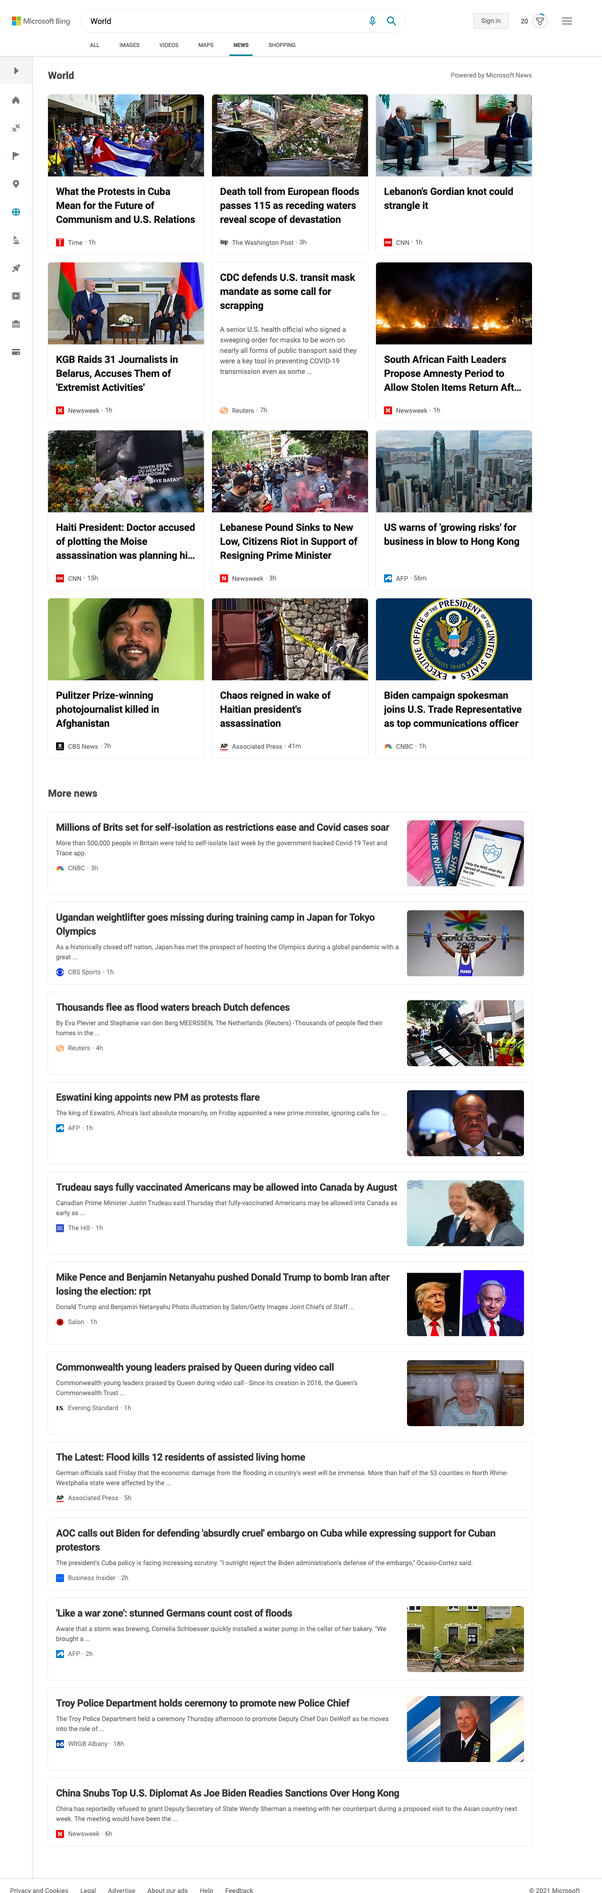 Microsoft Bing
World
Sign in
20
ALL IMAGES VIDEOS MAPS NEWS SHOPPING
World
Powered by Microsoft News
What the Protests in Cuba
Mean for the Future of
Communism and U.S. Relations
Time · 1h
Death toll from European floods
passes 115 as receding waters
reveal scope of devastation
wp The Washington Post · 3h
Lebanon's Gordian knot could
strangle it
CNN · 1h
KGB Raids 31 Journalists in
Belarus, Accuses Them of
'Extremist Activities'
N Newsweek · 1h
CDC defends U.S. transit mask
mandate as some call for
scrapping
A senior U.S. health official who signed a
sweeping order for masks to be worn on
nearly all forms of public transport said they
were a key tool in preventing COVID-19
transmission even as some ...
Reuters · 7h
South African Faith Leaders
Propose Amnesty Period to
Allow Stolen Items Return Aft...
N Newsweek · 1h
Haiti President: Doctor accused
of plotting the Moise
assassination was planning hi...
CNN · 15h
Lebanese Pound Sinks to New
Low, Citizens Riot in Support of
Resigning Prime Minister
N Newsweek · 3h
US warns of 'growing risks' for
business in blow to Hong Kong
AFP · 56m
Pulitzer Prize-winning
photojournalist killed in
Afghanistan
CBS News · 7h
Chaos reigned in wake of
Haitian president's
assassination
AP Associated Press · 41m
EXECUTIVE OFFICE OF THE PRESIDENT OF THE UNITED STATES
UNITED STATES TRADE REPRESENTATIVE
Biden campaign spokesman
joins U.S. Trade Representative
as top communications officer
CNBC · 1h
More news
Millions of Brits set for self-isolation as restrictions ease and Covid cases soar
More than 500,000 people in Britain were told to self-isolate last week by the government-backed Covid-19 Test and
Trace app.
CNBC · 3h
NHS
Ugandan weightlifter goes missing during training camp in Japan for Tokyo
Olympics
As a historically closed off nation, Japan has met the prospect of hosting the Olympics during a global pandemic with a
great ...
CBS Sports · 1h
Gold Coast
2018
Thousands flee as flood waters breach Dutch defences
By Eva Plevier and Stephanie van den Berg MEERSSEN, The Netherlands (Reuters) -Thousands of people fled their
homes in the ...
Reuters · 4h
Eswatini king appoints new PM as protests flare
The king of Eswatini, Africa's last absolute monarchy, on Friday appointed a new prime minister, ignoring calls for ...
AFP · 1h
Trudeau says fully vaccinated Americans may be allowed into Canada by August
Canadian Prime Minister Justin Trudeau said Thursday that fully-vaccinated Americans may be allowed into Canada as
early as ...
The Hill · 1h
Mike Pence and Benjamin Netanyahu pushed Donald Trump to bomb Iran after
losing the election: rpt
Donald Trump and Benjamin Netanyahu Photo illustration by Salon/Getty Images Joint Chiefs of Staff ...
Salon · 1h
Commonwealth young leaders praised by Queen during video call
Commonwealth young leaders praised by Queen during video call - Since its creation in 2018, the Queen's
Commonwealth Trust ...
ES. Evening Standard · 1h
The Latest: Flood kills 12 residents of assisted living home
German officials said Friday that the economic damage from the flooding in country's west will be immense. More than half of the 53 counties in North Rhine-
Westphalia state were affected by the ...
AP Associated Press · 5h
AOC calls out Biden for defending 'absurdly cruel' embargo on Cuba while expressing support for Cuban
protestors
The president's Cuba policy is facing increasing scrutiny. "I outright reject the Biden administration's defense of the embargo," Ocasio-Cortez said.
Business Insider · 2h
'Like a war zone': stunned Germans count cost of floods
Aware that a storm was brewing, Cornelia Schloesser quickly installed a water pump in the cellar of her bakery. "We
brought a ...
AFP · 2h
Troy Police Department holds ceremony to promote new Police Chief
The Troy Police Department held a ceremony Thursday afternoon to promote Deputy Chief Dan DeWolf as he moves
into the role of ...
WRGB Albany · 18h
China Snubs Top U.S. Diplomat As Joe Biden Readies Sanctions Over Hong Kong
China has reportedly refused to grant Deputy Secretary of State Wendy Sherman a meeting with her counterpart during a proposed visit to the Asian country next
week. The meeting would have been the ...
N Newsweek · 6h
Privacy and Cookies Legal Advertise About our ads Help Feedback
© 2021 Microsoft